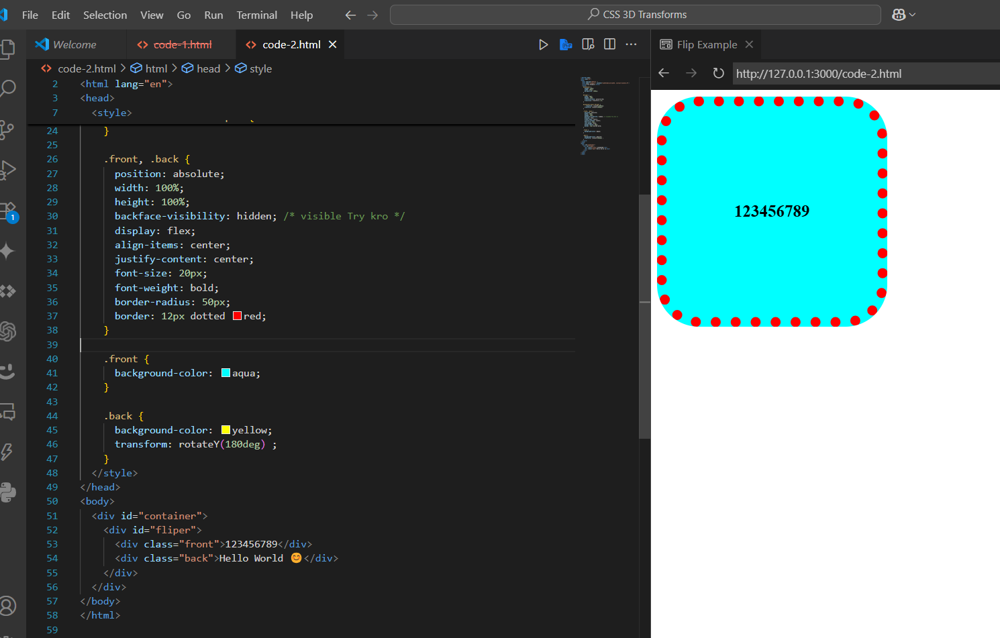 File Edit Selection View Go Run Terminal Help
CSS 3D Transforms
Welcome
code-1.html
code-2.html
Flip Example
code-2.html > html > head > style
http://127.0.0.1:3000/code-2.html
2 <html lang="en">
3 <head>
7 <style>
24 }
25
26 .front, .back {
27 position: absolute;
28 width: 100%;
29 height: 100%;
30 backface-visibility: hidden; /* visible Try kro */
31 display: flex;
32 align-items: center;
33 justify-content: center;
34 font-size: 20px;
35 font-weight: bold;
36 border-radius: 50px;
37 border: 12px dotted red;
38 }
39
40 .front {
41 background-color: aqua;
42 }
43
44 .back {
45 background-color: yellow;
46 transform: rotateY(180deg) ;
47 }
48 </style>
49 </head>
50 <body>
51 <div id="container">
52 <div id="fliper">
53 <div class="front">123456789</div>
54 <div class="back">Hello World 😊</div>
55 </div>
56 </div>
57 </body>
58 </html>
59
1
123456789